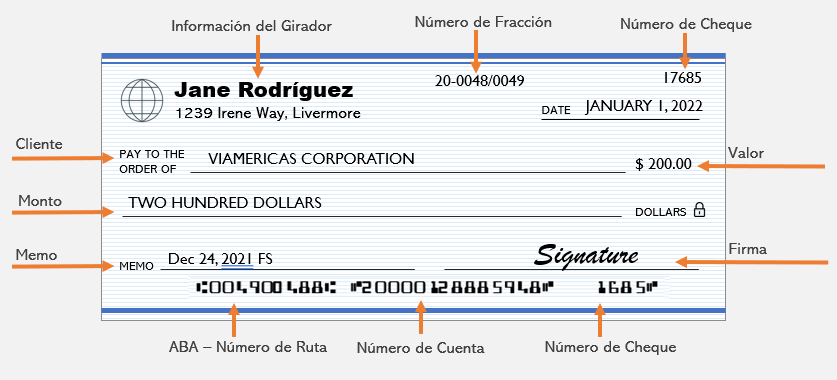 Información del Girador
Número de Fracción
Número de Cheque
Jane Rodríguez
1239 Irene Way, Livermore
20-0048/0049
17685
DATE JANUARY 1, 2022
Cliente
PAY TO THE
ORDER OF
VIAMERICAS CORPORATION
$ 200.00
Valor
Monto
TWO HUNDRED DOLLARS
DOLLARS
Memo
MEMO Dec 24, 2021 FS
Signature
Firma
⑆004900488⑆ ⑈20000128885948⑈ 1685⑈
ABA – Número de Ruta
Número de Cuenta
Número de Cheque